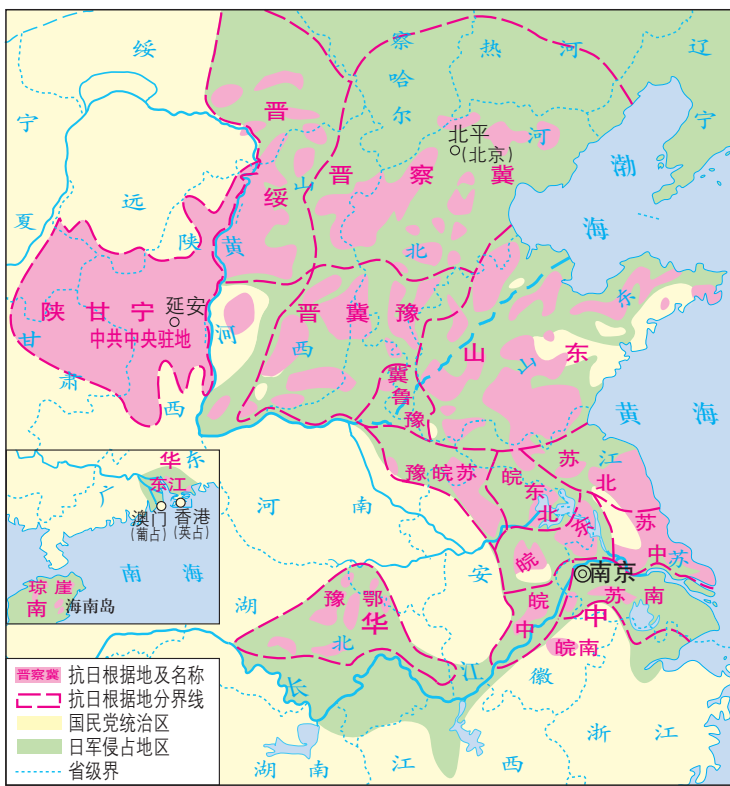 绥
察哈尔
热河
辽宁
宁夏
晋绥
山西
远
陕西
黄河
北平
(北京)
河北
晋察冀
渤海
陕甘宁
延安
中共中央驻地
甘肃
晋冀豫
冀鲁豫
山东
山东
黄海
豫皖苏
皖东北
苏北
江苏
苏中
皖东
皖
南京
苏南
皖中
中
皖南
河南
安徽
湖北
豫鄂
华
长江
浙江
湖南
江西
华
东
东江
广
澳门
(葡占)
香港
(英占)
南海
琼崖
南
海南岛
晋察冀 抗日根据地及名称
抗日根据地分界线
国民党统治区
日军侵占地区
省级界